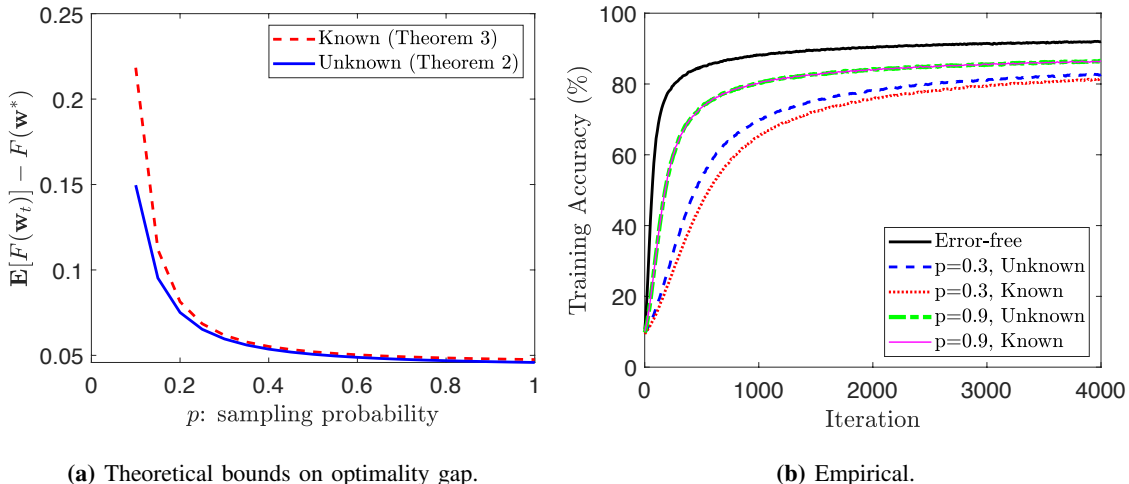 0.25
0.2
0.15
0.1
0.05
0
0.2
0.4
0.6
0.8
1
E[F(w_t)] − F(w*)
p: sampling probability
Known (Theorem 3)
Unknown (Theorem 2)
(a) Theoretical bounds on optimality gap.
100
80
60
40
20
0
0
1000
2000
3000
4000
Training Accuracy (%)
Iteration
Error-free
p=0.3, Unknown
p=0.3, Known
p=0.9, Unknown
p=0.9, Known
(b) Empirical.